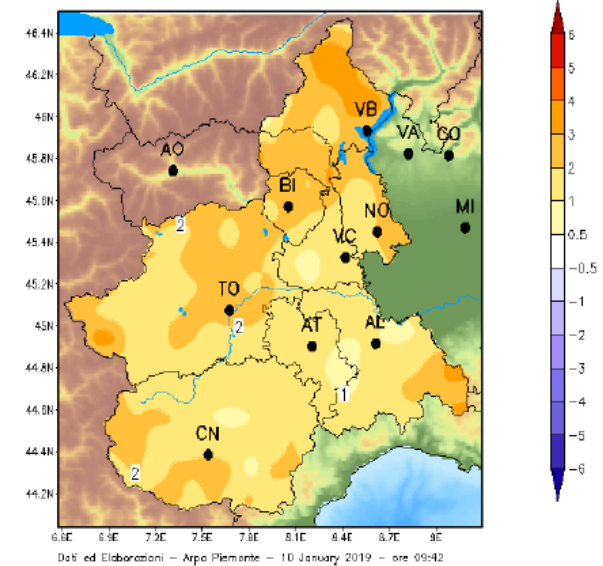 46.4N
46.2N
46N
45.8N
45.6N
45.4N
45.2N
45N
44.8N
44.6N
44.4N
44.2N
6.6E 6.9E 7.2E 7.5E 7.8E 8.1E 8.4E 8.7E 9E
VB
VA CO
AO
BI
2
NO
MI
VC
TO
2
AT
AL
1
CN
2
6
5
4
3
2
1
0.5
-0.5
-1
-2
-3
-4
-5
-6
Dati ed Elaborazioni - Arpa Piemonte - 10 January 2019 - ore 09:42